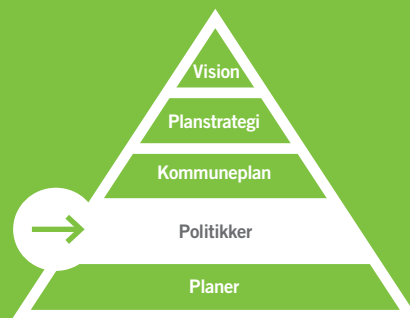 Vision
Planstrategi
Kommuneplan
Politikker
Planer